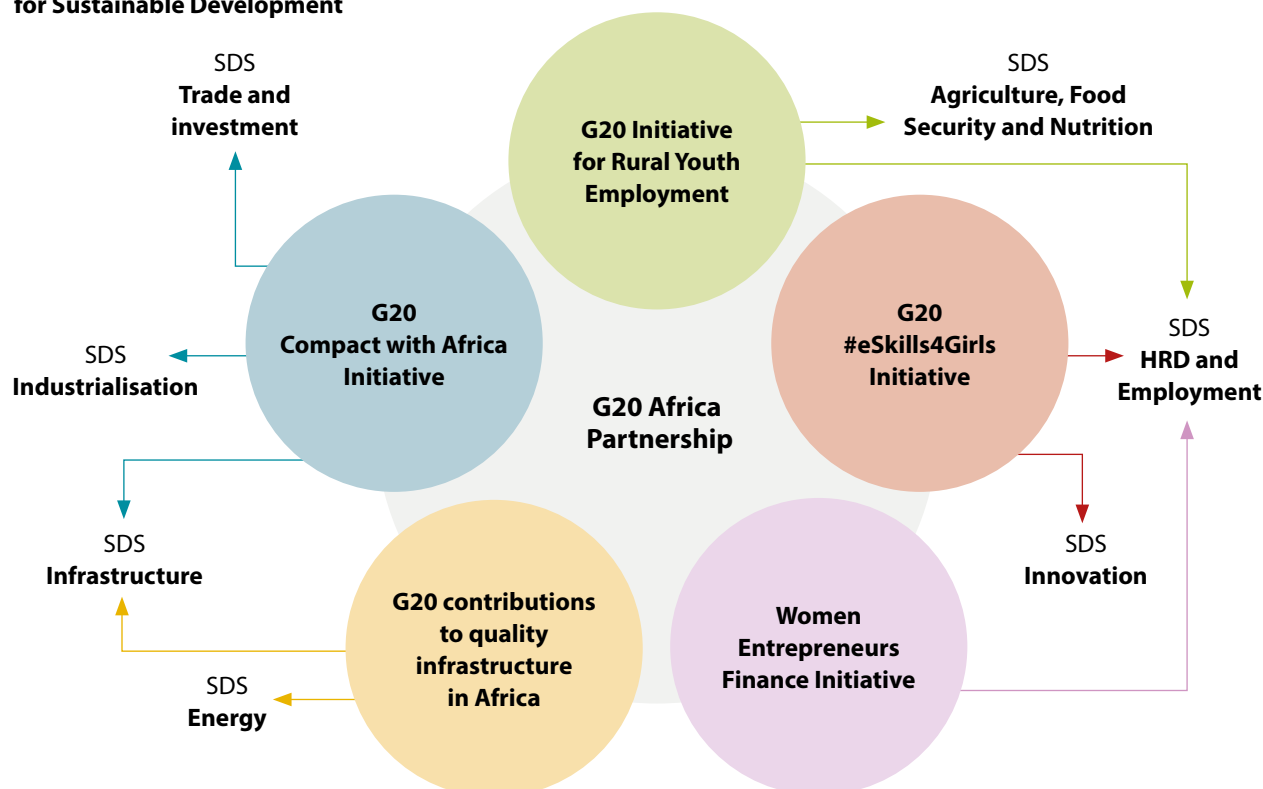 for Sustainable Development
SDS
Trade and
investment
G20 Initiative
for Rural Youth
Employment
SDS
Agriculture, Food
Security and Nutrition
G20
Compact with Africa
Initiative
G20
#eSkills4Girls
Initiative
SDS
Industrialisation
SDS
HRD and
Employment
G20 Africa
Partnership
SDS
Infrastructure
SDS
Innovation
G20 contributions
to quality
infrastructure
in Africa
Women
Entrepreneurs
Finance Initiative
SDS
Energy